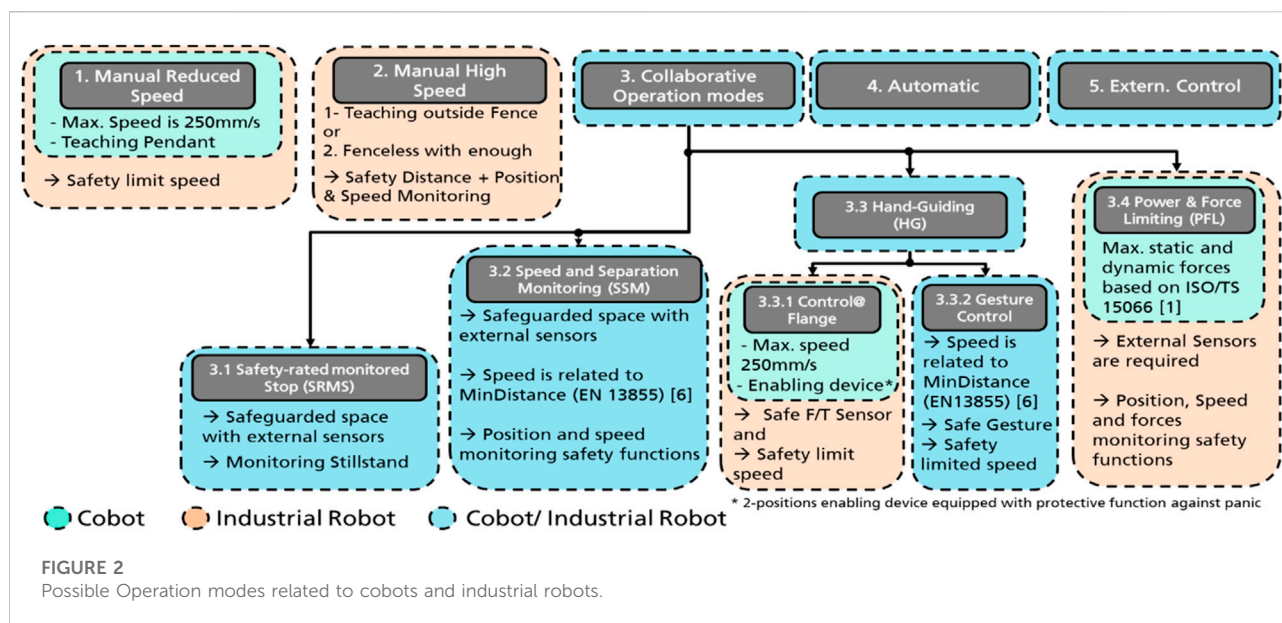 1. Manual Reduced
Speed
- Max. Speed is 250mm/s
- Teaching Pendant
→ Safety limit speed
2. Manual High
Speed
1- Teaching outside Fence
or
2. Fenceless with enough
→ Safety Distance + Position
& Speed Monitoring
3. Collaborative
Operation modes
4. Automatic
5. Extern. Control
3.1 Safety-rated monitored
Stop (SRMS)
→ Safeguarded space
with external sensors
→ Monitoring Stillstand
3.2 Speed and Separation
Monitoring (SSM)
→ Safeguarded space with
external sensors
→ Speed is related to
MinDistance (EN 13855) [6]
→ Position and speed
monitoring safety functions
3.3 Hand-Guiding
(HG)
3.3.1 Control@
Flange
- Max. speed
250mm/s
- Enabling device*
→ Safe F/T Sensor
and
→ Safety limit
speed
3.3.2 Gesture
Control
→ Speed is
related to
MinDistance
(EN13855) [6]
→ Safe Gesture
→ Safety
limited speed
3.4 Power & Force
Limiting (PFL)
Max. static and
dynamic forces
based on ISO/TS
15066 [1]
→ External Sensors
are required
→ Position, Speed
and forces
monitoring safety
functions
* 2-positions enabling device equipped with protective function against panic
Cobot
Industrial Robot
Cobot/ Industrial Robot
FIGURE 2
Possible Operation modes related to cobots and industrial robots.